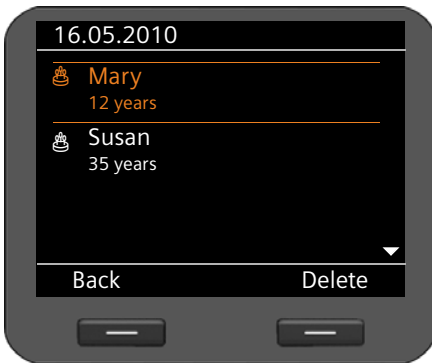 16.05.2010
Mary
12 years
Susan
35 years
Back Delete